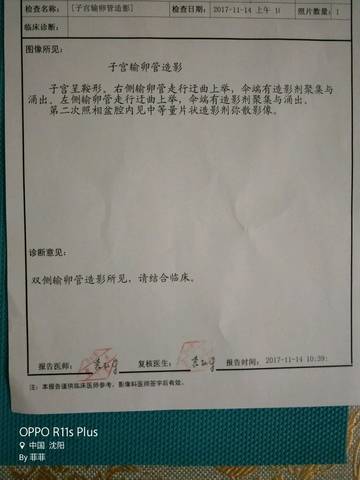 检查名称： [子宫输卵管造影] 检查日期： 2017-11-14 上午 照片数量： 1
临床诊断：
图像所见：
子宫输卵管造影
子宫呈鞍形。右侧输卵管走行迂曲上举，伞端有造影剂聚集与
涌出。左侧输卵管走行迂曲上举，伞端有造影剂聚集与涌出。
第二次照相盆腔内见中等量片状造影剂弥散影像。
诊断意见：
双侧输卵管造影所见，请结合临床。
报告医师： 复核医生： 报告时间： 2017-11-14 10:39:
注：本报告谨供临床医师参考，影像科医师签字后有效。
OPPO R11s Plus
中国 沈阳
By 菲菲